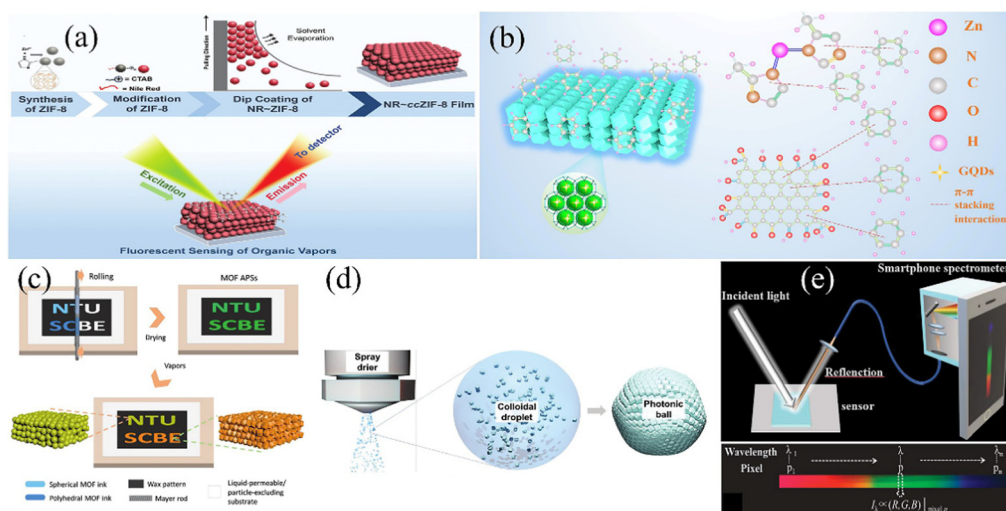 (a)
Zn²⁺
= CTAB
= Nile Red
Pulling Direction
Solvent
Evaporation
Synthesis
of ZIF-8
Modification
of ZIF-8
Dip Coating of
NR~ZIF-8
NR~ccZIF-8 Film
Excitation
To detector
Emission
Fluorescent Sensing of Organic Vapors
(b)
Zn
N
C
O
H
GQDs
π-π
stacking
interaction
(c)
Rolling
NTU
SCBE
Drying
MOF APSs
NTU
SCBE
Vapors
NTU
SCBE
Spherical MOF ink
Polyhedral MOF ink
Wax pattern
Mayer rod
Liquid-permeable/
particle-excluding
substrate
(d)
Spray
drier
Colloidal
droplet
Photonic
ball
(e)
Smartphone spectrometer
Incident light
Reflenction
sensor
Wavelength
Pixel
λ₁
p₁
λ
p
λₙ
pₙ
I ∝(R,G,B)| pixel p